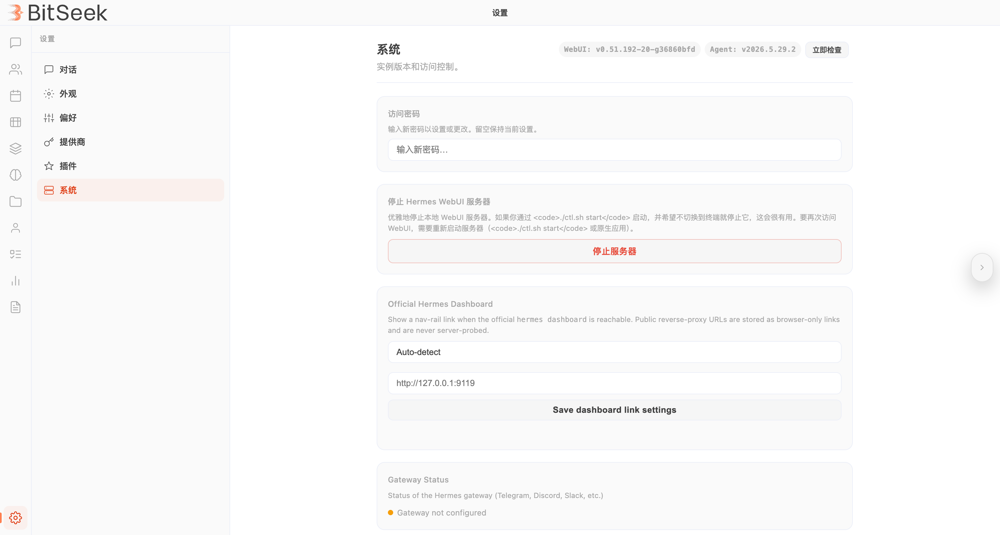 BitSeek
设置
设置
对话
外观
偏好
提供商
插件
系统
系统
WebUI: v0.51.192-20-g36860bfd
Agent: v2026.5.29.2
立即检查
实例版本和访问控制。
访问密码
输入新密码以设置或更改。留空保持当前设置。
输入新密码…
停止 Hermes WebUI 服务器
优雅地停止本地 WebUI 服务器。如果你通过 <code>./ctl.sh start</code> 启动，并希望不切换到终端就停止它，这会很有用。要再次访问
WebUI，需要重新启动服务器（<code>./ctl.sh start</code> 或原生应用）。
停止服务器
Official Hermes Dashboard
Show a nav-rail link when the official hermes dashboard is reachable. Public reverse-proxy URLs are stored as browser-only links
and are never server-probed.
Auto-detect
http://127.0.0.1:9119
Save dashboard link settings
Gateway Status
Status of the Hermes gateway (Telegram, Discord, Slack, etc.)
Gateway not configured